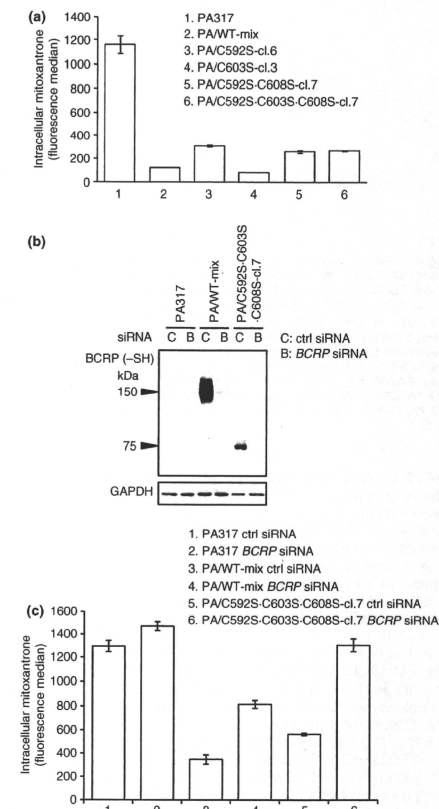 (a)
1400
1200
1000
800
600
400
200
0
Intracellular mitoxantrone
(fluorescence median)
1. PA317
2. PA/WT-mix
3. PA/C592S-cl.6
4. PA/C603S-cl.3
5. PA/C592S·C608S-cl.7
6. PA/C592S·C603S·C608S-cl.7
1 2 3 4 5 6
(b)
PA317
PA/WT-mix
PA/C592S·C603S
·C608S-cl.7
siRNA C B C B C B
C: ctrl siRNA
B: BCRP siRNA
BCRP (–SH)
kDa
150
75
GAPDH
1. PA317 ctrl siRNA
2. PA317 BCRP siRNA
3. PA/WT-mix ctrl siRNA
4. PA/WT-mix BCRP siRNA
5. PA/C592S·C603S·C608S-cl.7 ctrl siRNA
6. PA/C592S·C603S·C608S-cl.7 BCRP siRNA
(c)
1600
1400
1200
1000
800
600
400
200
0
Intracellular mitoxantrone
(fluorescence median)
1 2 3 4 5 6